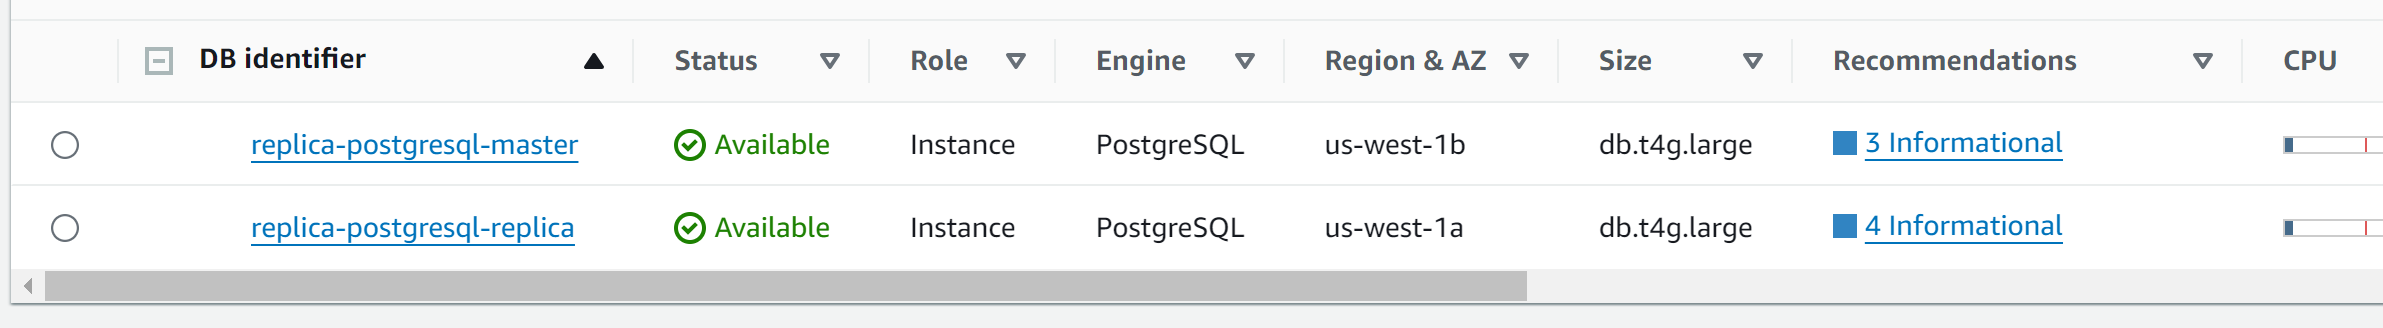 DB identifier Status Role Engine Region & AZ Size Recommendations CPU
replica-postgresql-master Available Instance PostgreSQL us-west-1b db.t4g.large 3 Informational
replica-postgresql-replica Available Instance PostgreSQL us-west-1a db.t4g.large 4 Informational